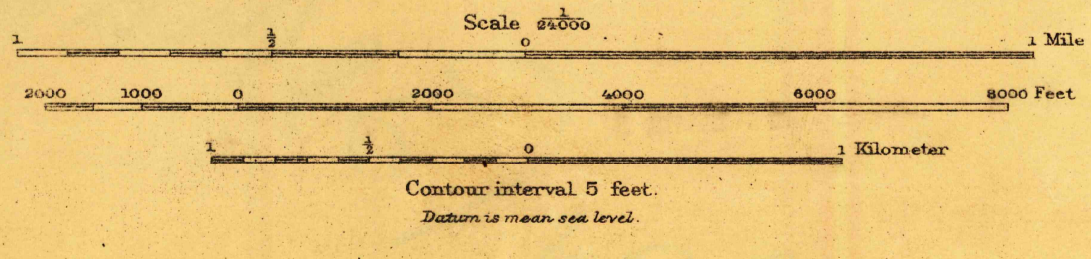 Scale 1/24000
1 1/2 0 1 Mile
2000 1000 0 2000 4000 6000 8000 Feet
1 1/2 0 1 Kilometer
Contour interval 5 feet.
Datum is mean sea level.